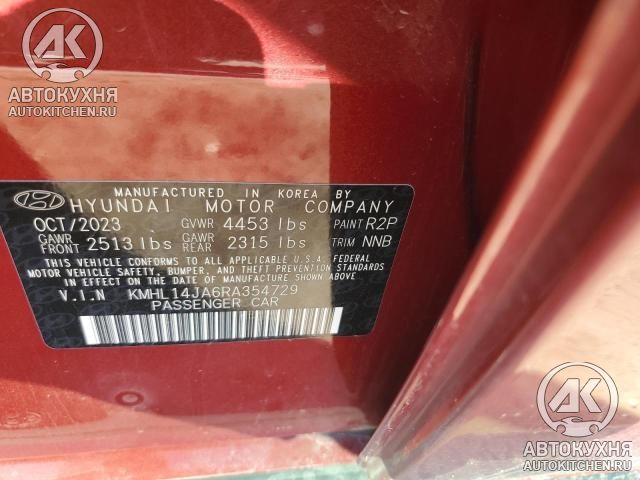 АК
АВТОКУХНЯ
AUTOKITCHEN.RU
MANUFACTURED IN KOREA BY
HYUNDAI MOTOR COMPANY
OCT/2023 GVWR 4453 lbs PAINT R2P
GAWR FRONT 2513 lbs GAWR REAR 2315 lbs TRIM NNB
THIS VEHICLE CONFORMS TO ALL APPLICABLE U.S.A. FEDERAL
MOTOR VEHICLE SAFETY, BUMPER, AND THEFT PREVENTION
STANDARDS IN EFFECT ON THE DATE OF MANUFACTURE SHOWN ABOVE.
V.I.N KMHL14JA6RA354729
PASSENGER CAR
АК
АВТОКУХНЯ
AUTOKITCHEN.RU